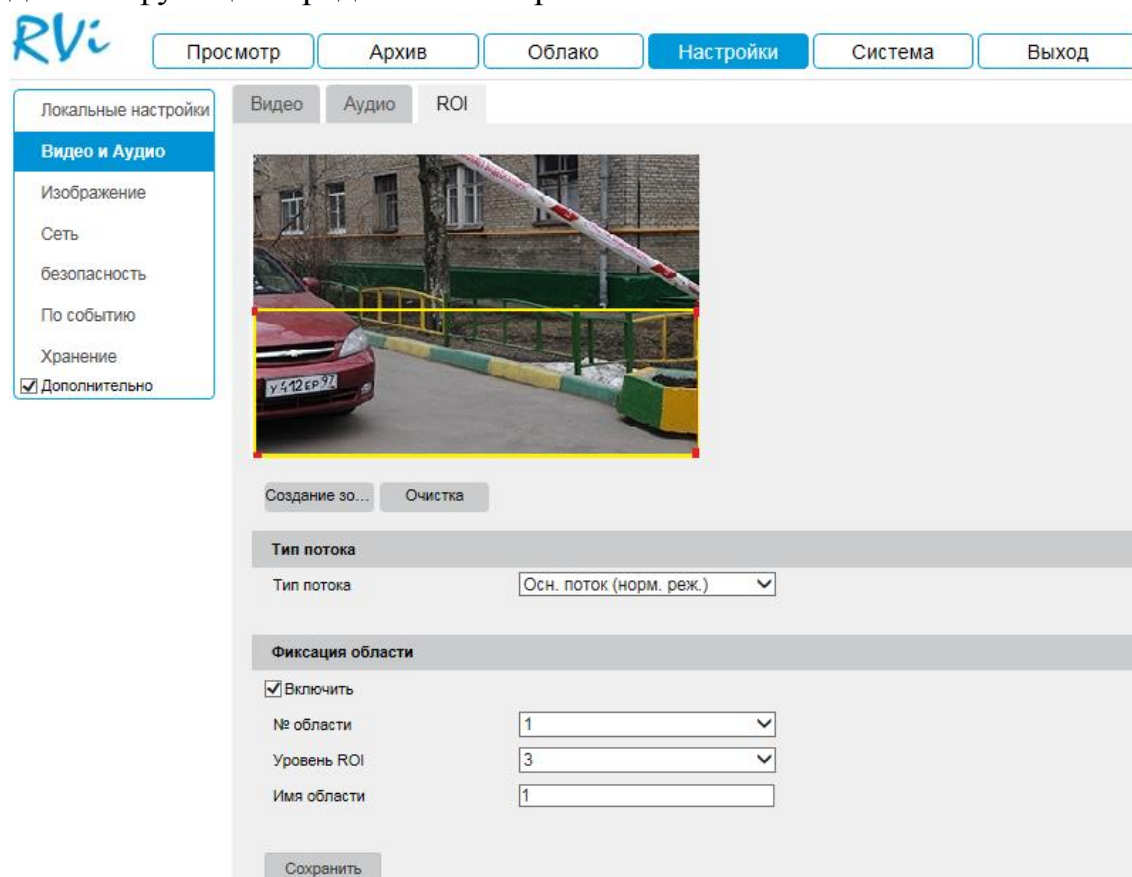 RVi
Просмотр Архив Облако Настройки Система Выход
Локальные настройки
Видео и Аудио
Изображение
Сеть
безопасность
По событию
Хранение
Дополнительно
Видео Аудио ROI
У412ЕР97
Создание зо... Очистка
Тип потока
Тип потока Осн. поток (норм. реж.)
Фиксация области
Включить
№ области 1
Уровень ROI 3
Имя области 1
Сохранить